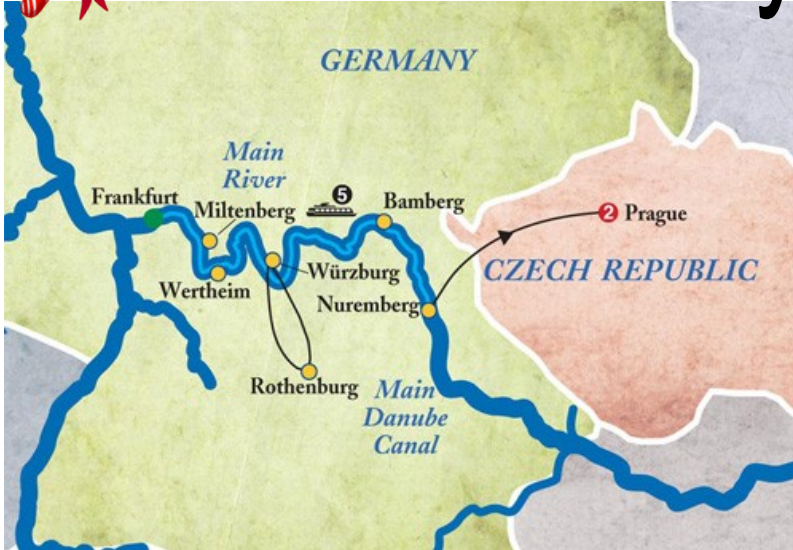 y
GERMANY
Main
River
Frankfurt
Miltenberg
5
Bamberg
2 Prague
CZECH REPUBLIC
Wertheim
Würzburg
Nuremberg
Rothenburg
Main
Danube
Canal